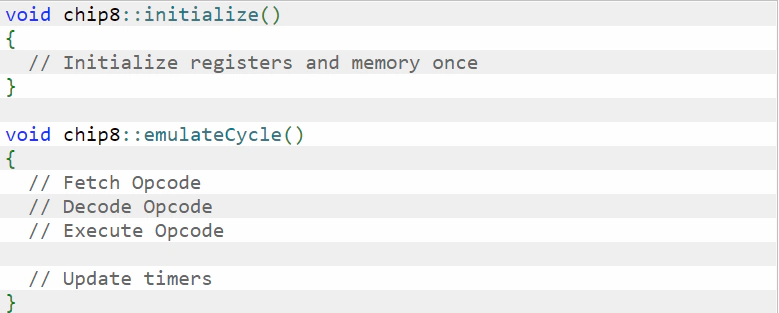 void chip8::initialize()
{
  // Initialize registers and memory once
}

void chip8::emulateCycle()
{
  // Fetch Opcode
  // Decode Opcode
  // Execute Opcode

  // Update timers
}